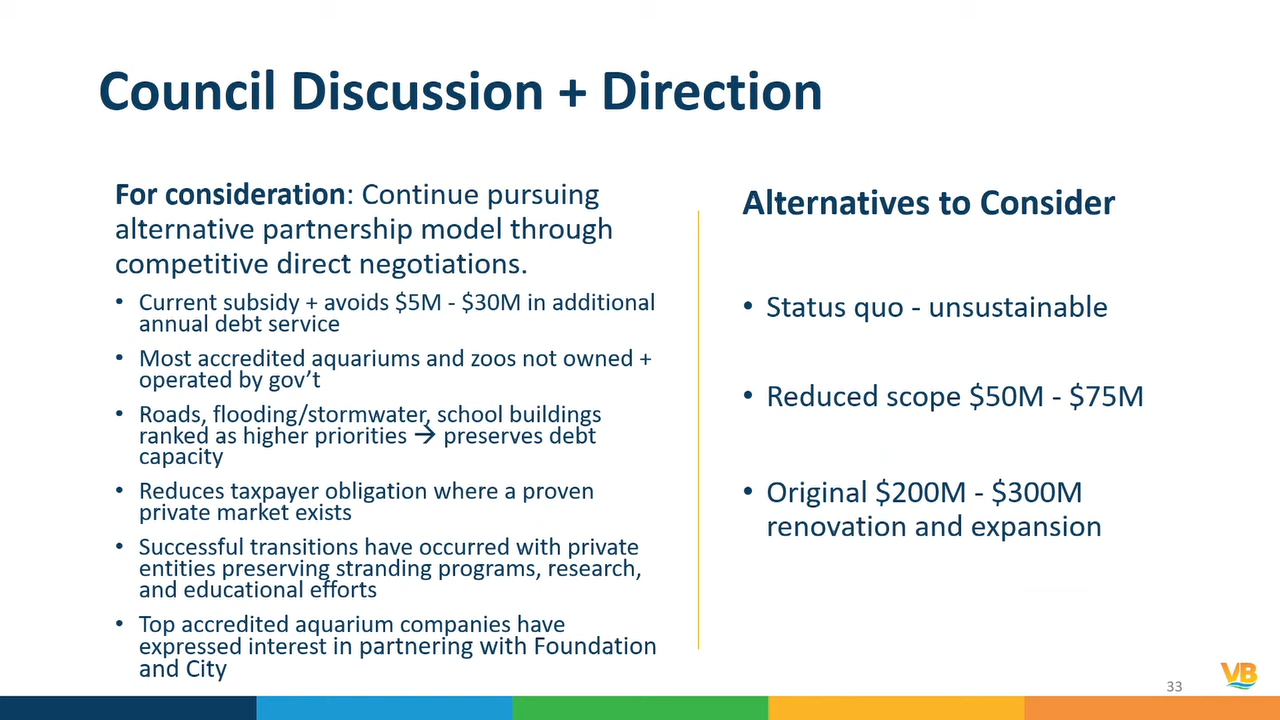 Council Discussion + Direction
For consideration: Continue pursuing
alternative partnership model through
competitive direct negotiations.
• Current subsidy + avoids $5M - $30M in additional
annual debt service
• Most accredited aquariums and zoos not owned +
operated by gov't
• Roads, flooding/stormwater, school buildings
ranked as higher priorities → preserves debt
capacity
• Reduces taxpayer obligation where a proven
private market exists
• Successful transitions have occurred with private
entities preserving stranding programs, research,
and educational efforts
• Top accredited aquarium companies have
expressed interest in partnering with Foundation
and City
Alternatives to Consider
• Status quo - unsustainable
• Reduced scope $50M - $75M
• Original $200M - $300M
renovation and expansion
33
VB